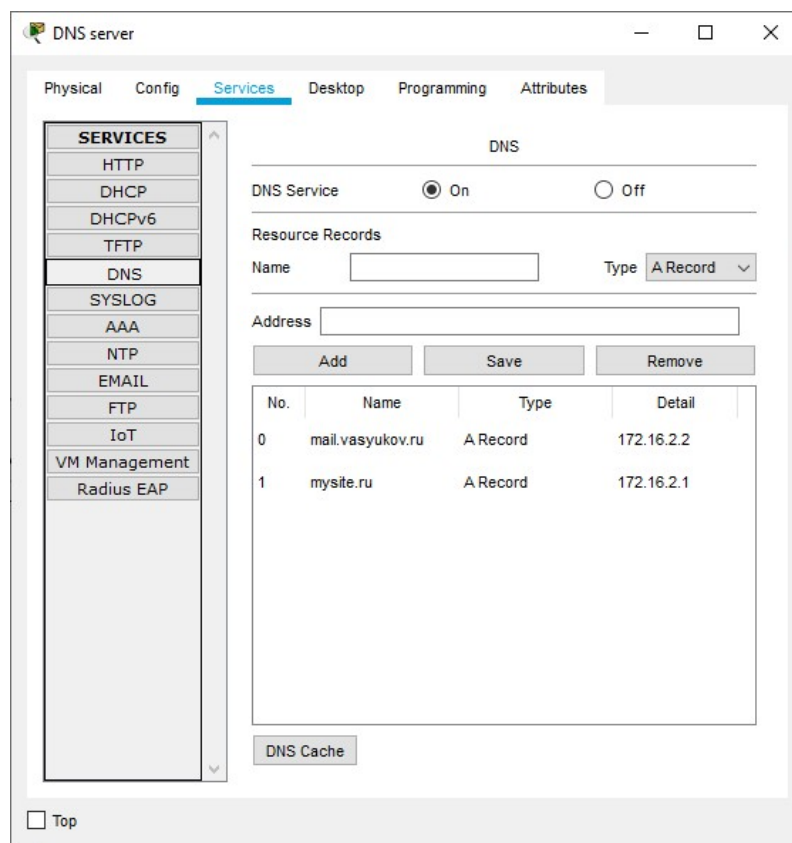 DNS server
Physical Config Services Desktop Programming Attributes
SERVICES
HTTP
DHCP
DHCPv6
TFTP
DNS
SYSLOG
AAA
NTP
EMAIL
FTP
IoT
VM Management
Radius EAP
DNS
DNS Service On Off
Resource Records
Name Type A Record
Address
Add Save Remove
No. Name Type Detail
0 mail.vasyukov.ru A Record 172.16.2.2
1 mysite.ru A Record 172.16.2.1
DNS Cache
Top